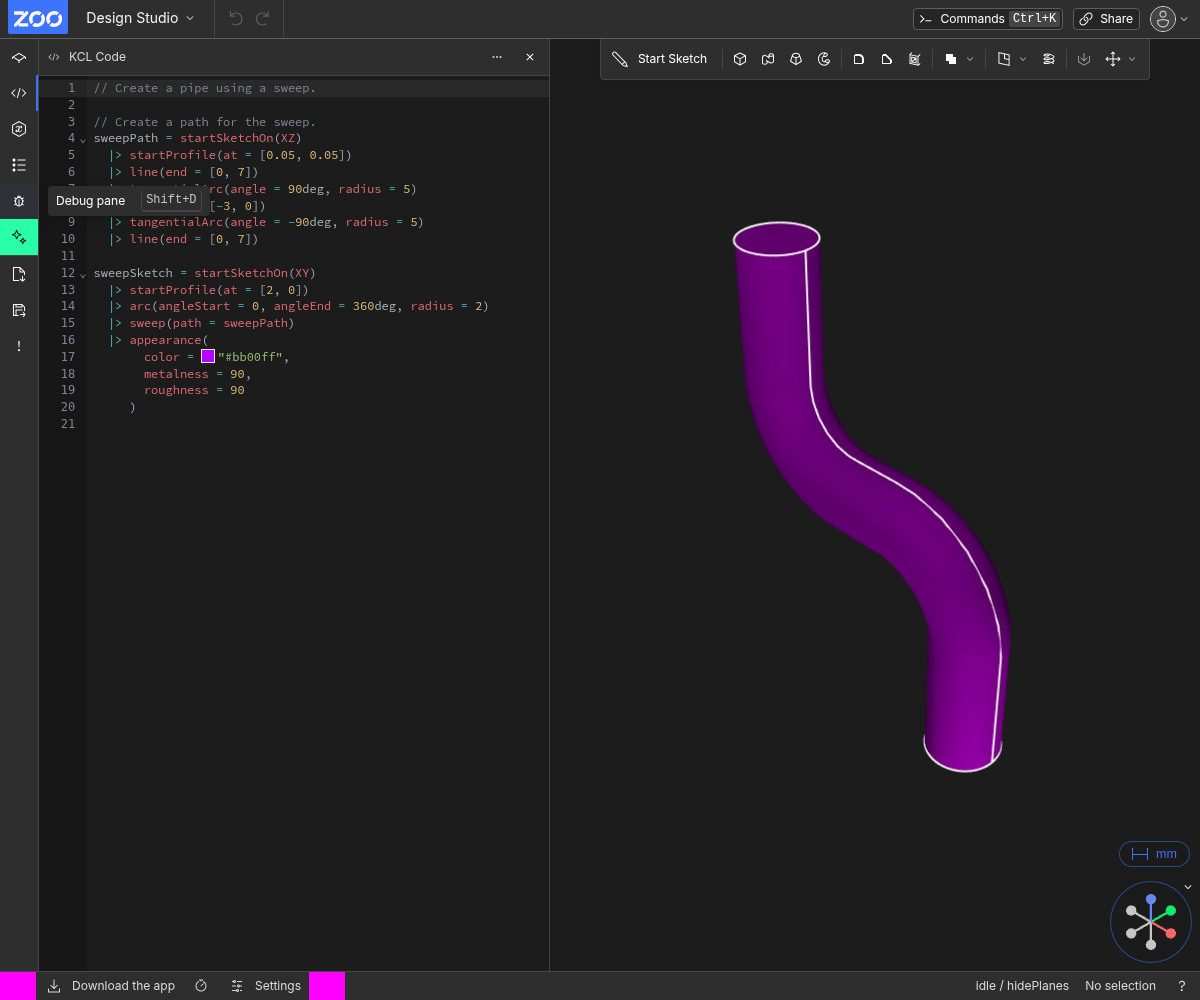 ZOO Design Studio Commands Ctrl+K Share
KCL Code
Start Sketch
1 // Create a pipe using a sweep.
2
3 // Create a path for the sweep.
4 sweepPath = startSketchOn(XZ)
5 |> startProfile(at = [0.05, 0.05])
6 |> line(end = [0, 7])
rc(angle = 90deg, radius = 5)
Debug pane Shift+D
[-3, 0])
9 |> tangentialArc(angle = -90deg, radius = 5)
10 |> line(end = [0, 7])
11
12 sweepSketch = startSketchOn(XY)
13 |> startProfile(at = [2, 0])
14 |> arc(angleStart = 0, angleEnd = 360deg, radius = 2)
15 |> sweep(path = sweepPath)
16 |> appearance(
17 color = "#bb00ff",
18 metalness = 90,
19 roughness = 90
20 )
21
mm
Download the app Settings idle / hidePlanes No selection ?